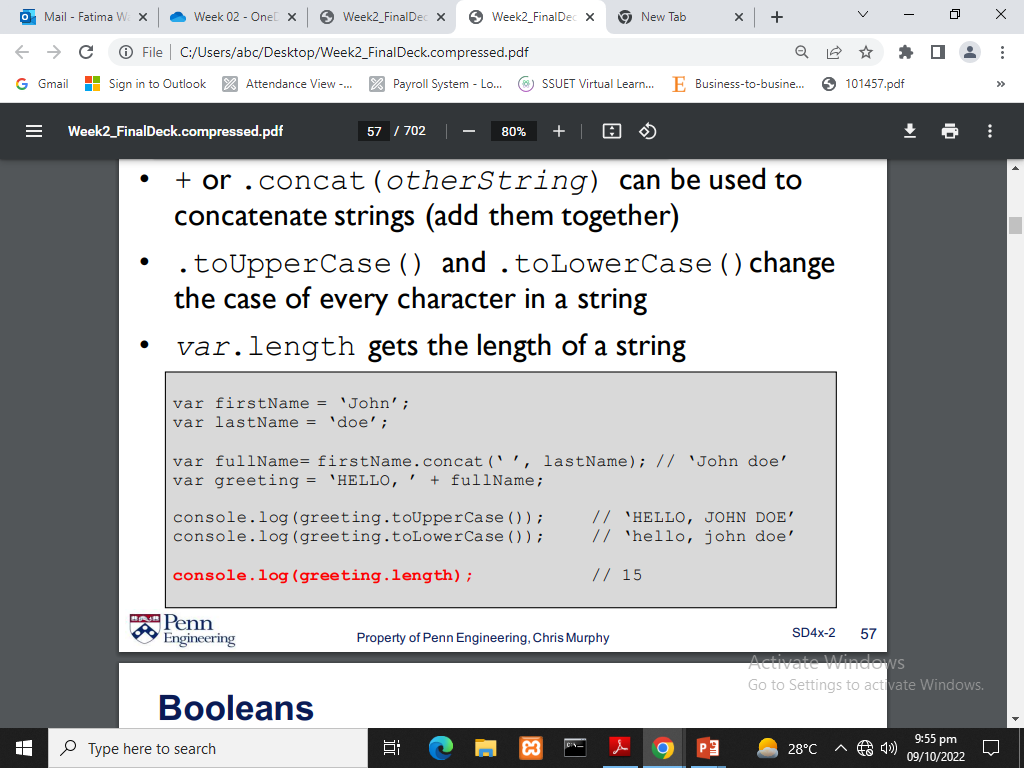 Mail - Fatima Wa
Week 02 - OneD
Week2_FinalDec
Week2_FinalDec
New Tab
File
C:/Users/abc/Desktop/Week2_FinalDeck.compressed.pdf
Gmail
Sign in to Outlook
Attendance View -...
Payroll System - Lo...
SSUET Virtual Learn...
Business-to-busine...
101457.pdf
»
Week2_FinalDeck.compressed.pdf
57 / 702
80%
• + or .concat(otherString) can be used to
concatenate strings (add them together)
• .toUpperCase() and .toLowerCase()change
the case of every character in a string
• var.length gets the length of a string
var firstName = ‘John’;
var lastName = ‘doe’;
var fullName= firstName.concat(‘ ’, lastName); // ‘John doe’
var greeting = ‘HELLO, ’ + fullName;
console.log(greeting.toUpperCase()); // ‘HELLO, JOHN DOE’
console.log(greeting.toLowerCase()); // ‘hello, john doe’
console.log(greeting.length); // 15
Penn
Engineering
Property of Penn Engineering, Chris Murphy
SD4x-2 57
Activate Windows
Go to Settings to activate Windows.
Booleans
Type here to search
28°C
9:55 pm
09/10/2022